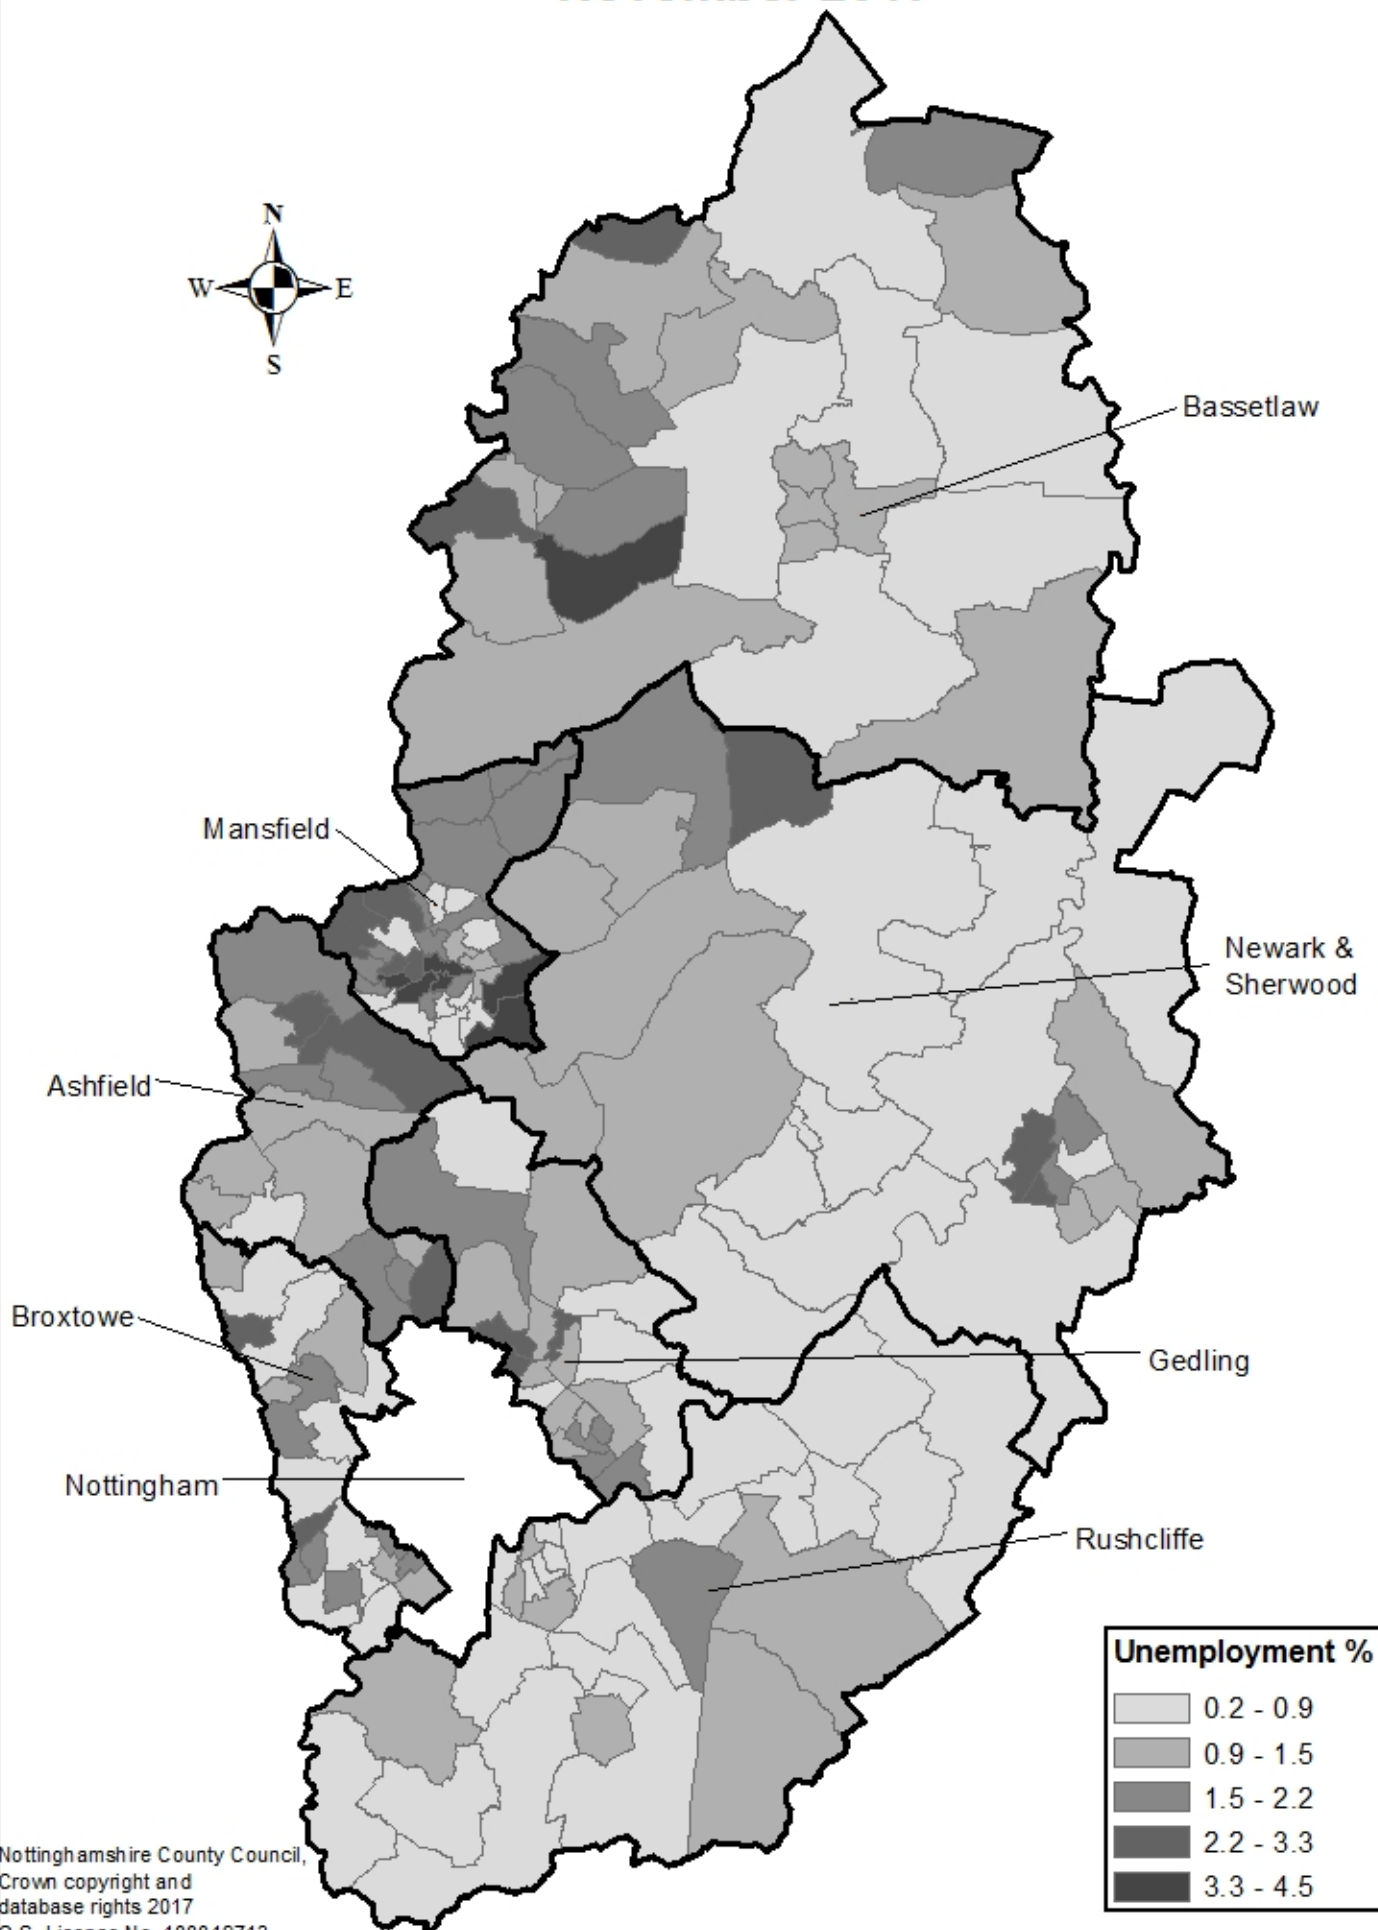 N
W E
S
Bassetlaw
Mansfield
Newark &
Sherwood
Ashfield
Broxtowe
Gedling
Nottingham
Rushcliffe
Unemployment %
0.2 - 0.9
0.9 - 1.5
1.5 - 2.2
2.2 - 3.3
3.3 - 4.5
Nottinghamshire County Council,
Crown copyright and
database rights 2017